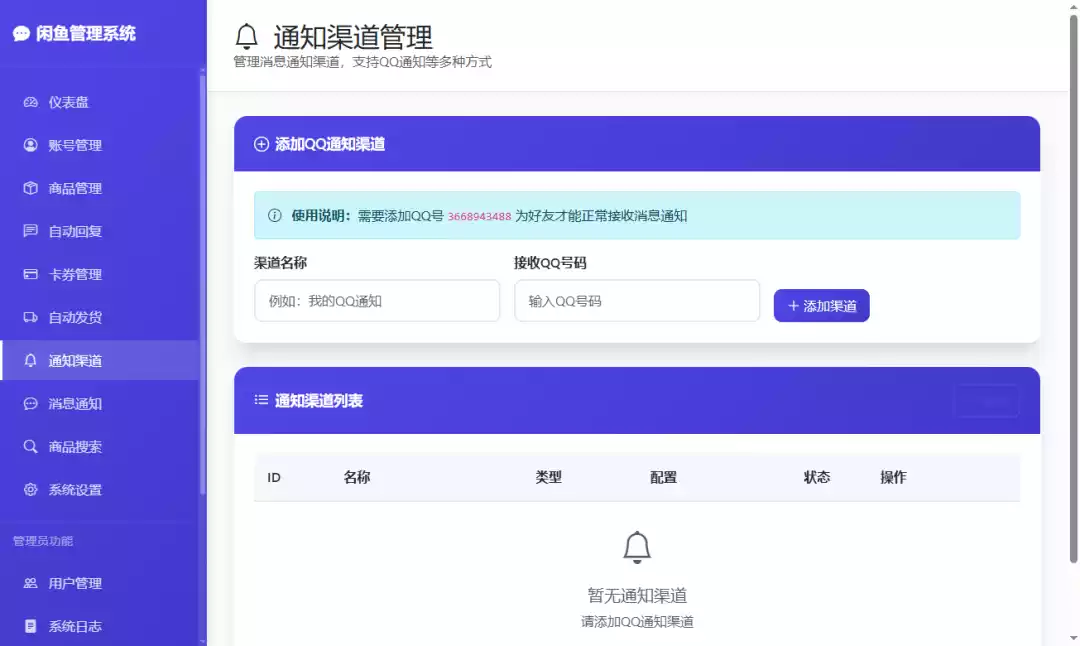 闲鱼管理系统
仪表盘
账号管理
商品管理
自动回复
卡券管理
自动发货
通知渠道
消息通知
商品搜索
系统设置
管理员功能
用户管理
系统日志
通知渠道管理
管理消息通知渠道，支持QQ通知等多种方式
添加QQ通知渠道
使用说明：需要添加QQ号 3668943488 为好友才能正常接收消息通知
渠道名称 接收QQ号码
例如：我的QQ通知 输入QQ号码 添加渠道
通知渠道列表
ID 名称 类型 配置 状态 操作
暂无通知渠道
请添加QQ通知渠道